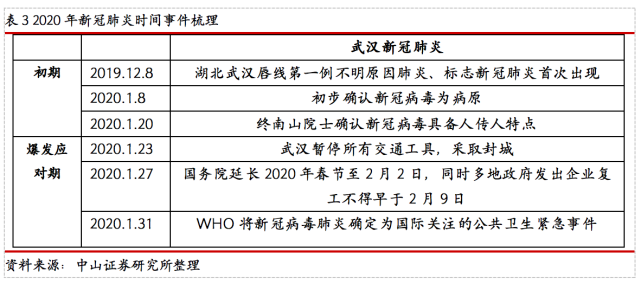 表 3 2020 年新冠肺炎时间事件梳理
武汉新冠肺炎
初期 2019.12.8 湖北武汉唇线第一例不明原因肺炎、标志新冠肺炎首次出现
2020.1.8 初步确认新冠病毒为病原
2020.1.20 终南山院士确认新冠病毒具备人传人特点
爆发应对期 2020.1.23 武汉暂停所有交通工具，采取封城
2020.1.27 国务院延长 2020 年春节至 2 月 2 日，同时多地政府发出企业复
工不得早于 2 月 9 日
2020.1.31 WHO 将新冠病毒肺炎确定为国际关注的公共卫生紧急事件
资料来源：中山证券研究所整理